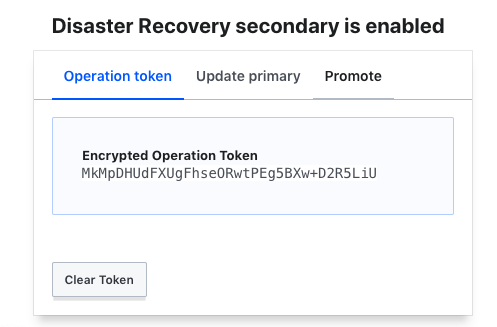 Disaster Recovery secondary is enabled
Operation token Update primary Promote
Encrypted Operation Token
MkMpDHUdFXUgFhseORwtPEg5BXw+D2R5LiU
Clear Token